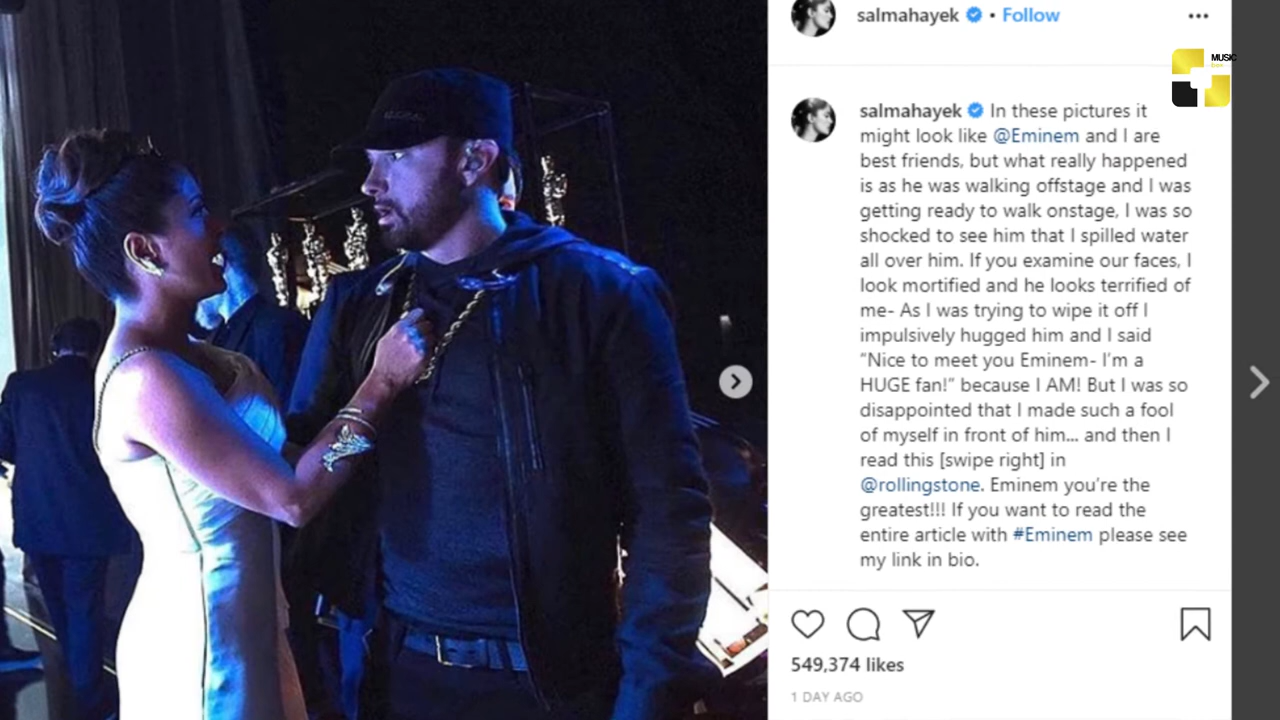 salmahayek • Follow
MUSIC
salmahayek In these pictures it
might look like @Eminem and I are
best friends, but what really happened
is as he was walking offstage and I was
getting ready to walk onstage, I was so
shocked to see him that I spilled water
all over him. If you examine our faces, I
look mortified and he looks terrified of
me- As I was trying to wipe it off I
impulsively hugged him and I said
“Nice to meet you Eminem- I’m a
HUGE fan!” because I AM! But I was so
disappointed that I made such a fool
of myself in front of him... and then I
read this [swipe right] in
@rollingstone. Eminem you’re the
greatest!!! If you want to read the
entire article with #Eminem please see
my link in bio.
549,374 likes
1 DAY AGO